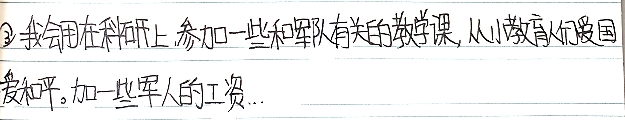 ③我会用在科研上,参加一些和军队有关的教学课,从小教育人们爱国
爱和平。加一些军人的工资...